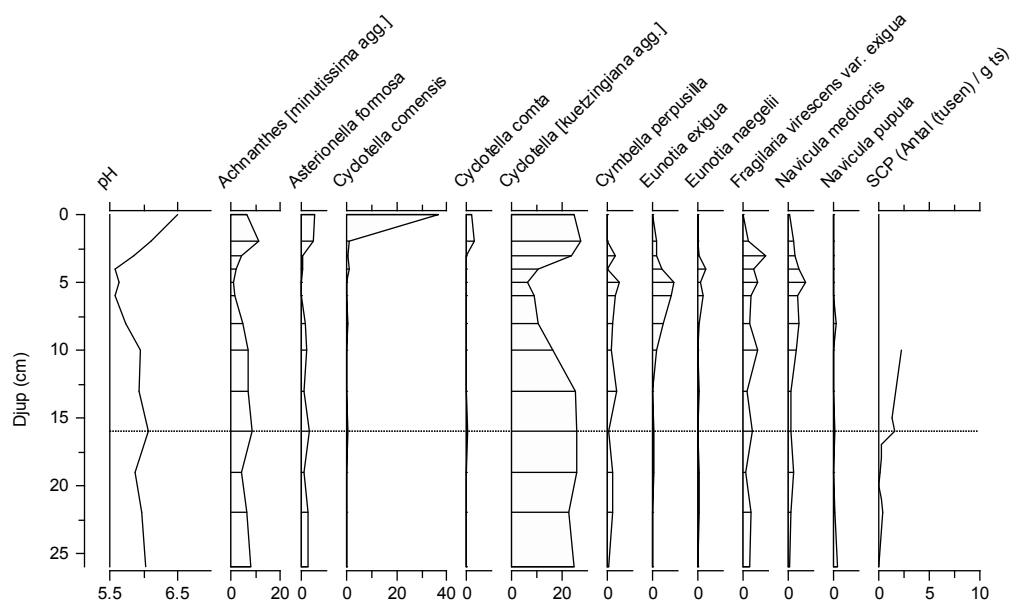 pH
Achnanthes [minutissima agg.]
Asterionella formosa
Cyclotella comensis
Cyclotella comta
Cyclotella [kuetzingiana agg.]
Cymbella perpusilla
Eunotia exigua
Eunotia naegelii
Fragilaria virescens var. exigua
Navicula mediocris
Navicula pupula
SCP (Antal (tusen) / g ts)
Djup (cm)
0
5
10
15
20
25
5.5 6.5 0 20 0 0 20 40 0 0 20 0 0 0 0 0 0 0 5 10